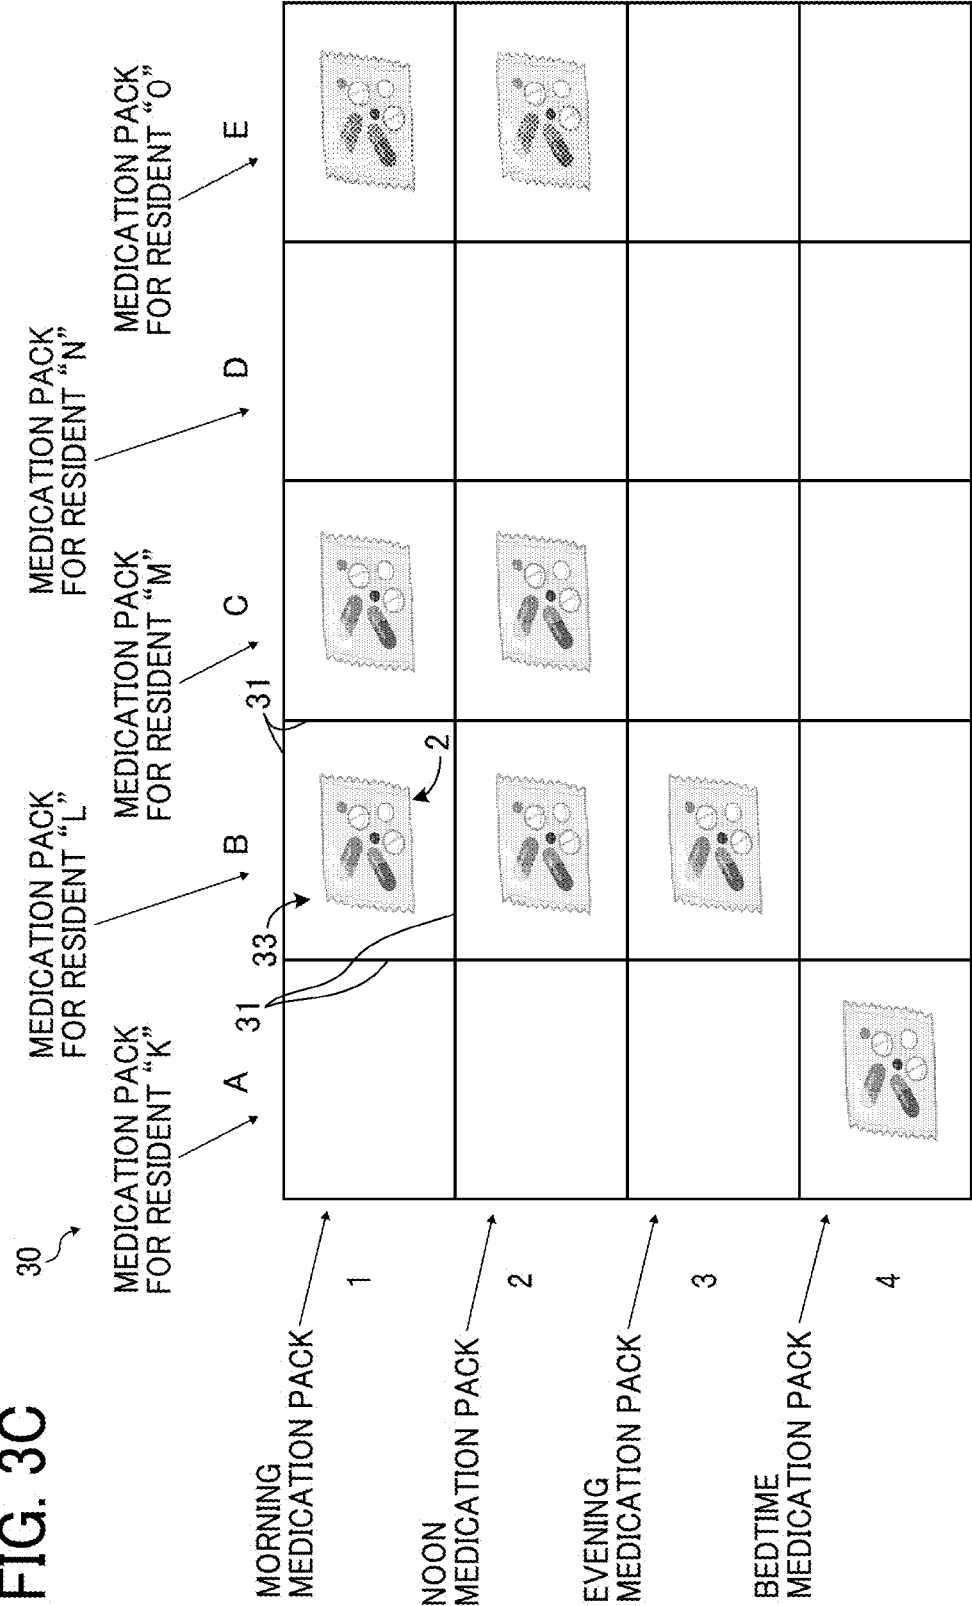 FIG. 3C
30
MEDICATION PACK
FOR RESIDENT "K"
MEDICATION PACK
FOR RESIDENT "L"
MEDICATION PACK
FOR RESIDENT "M"
MEDICATION PACK
FOR RESIDENT "N"
MEDICATION PACK
FOR RESIDENT "O"
A
B
C
D
E
31
33
31
2
MORNING
MEDICATION PACK
1
NOON
MEDICATION PACK
2
EVENING
MEDICATION PACK
3
BEDTIME
MEDICATION PACK
4